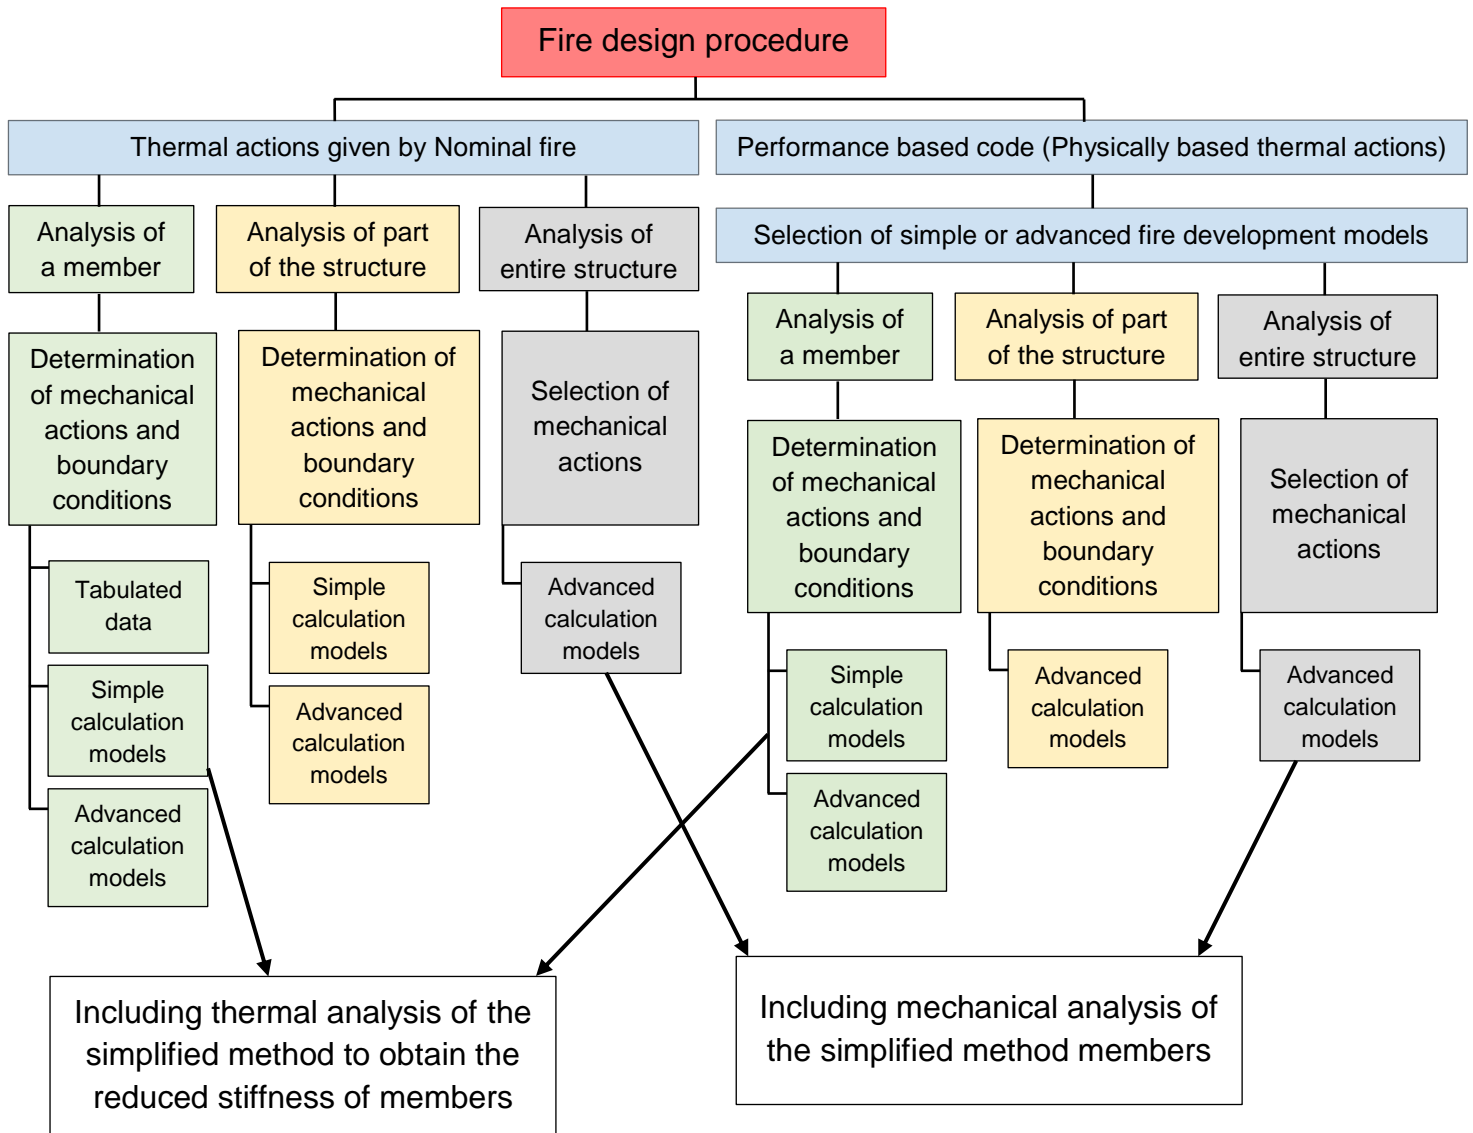 Fire design procedure
Thermal actions given by Nominal fire
Performance based code (Physically based thermal actions)
Analysis of
a member
Analysis of part
of the structure
Analysis of
entire structure
Selection of simple or advanced fire development models
Determination
of mechanical
actions and
boundary
conditions
Determination of
mechanical
actions and
boundary
conditions
Selection of
mechanical
actions
Analysis of
a member
Analysis of part
of the structure
Analysis of
entire structure
Tabulated
data
Simple
calculation
models
Advanced
calculation
models
Simple
calculation
models
Advanced
calculation
models
Advanced
calculation
models
Determination
of mechanical
actions and
boundary
conditions
Determination of
mechanical
actions and
boundary
conditions
Selection of
mechanical
actions
Simple
calculation
models
Advanced
calculation
models
Advanced
calculation
models
Advanced
calculation
models
Including thermal analysis of the
simplified method to obtain the
reduced stiffness of members
Including mechanical analysis of
the simplified method members